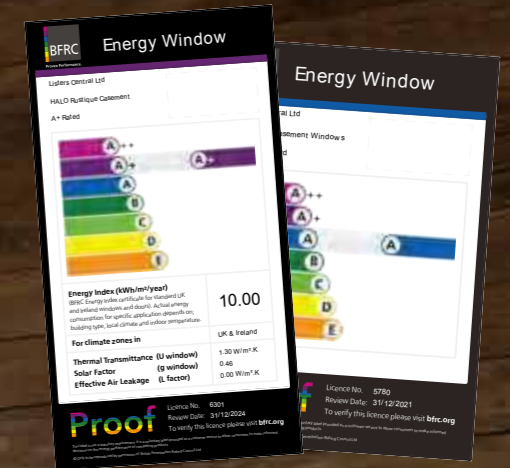 BFRC
Proven Performance
Energy Window
Listers Central Ltd
HALO Rustique Casement
A+ Rated
A++
A+
A+
A
B
C
D
E
Energy Index (kWh/m²/year)
(BFRC Energy Index certificate for standard UK
and Ireland windows and doors). Actual energy
consumption for specific application depends on;
building type, local climate and indoor temperature.
10.00
For climate zones in
UK & Ireland
Thermal Transmittance (U window)
1.30 W/m².K
Solar Factor (g window)
0.46
Effective Air Leakage (L factor)
0.00 W/m².K
Proof
Licence No. 6301
Review Date: 31/12/2024
To verify this licence please visit bfrc.org
Energy Window
ral Ltd
sement Windows
d
A++
A+
A
A
B
C
D
E
Licence No. 5780
Review Date: 31/12/2021
To verify this licence please visit bfrc.org